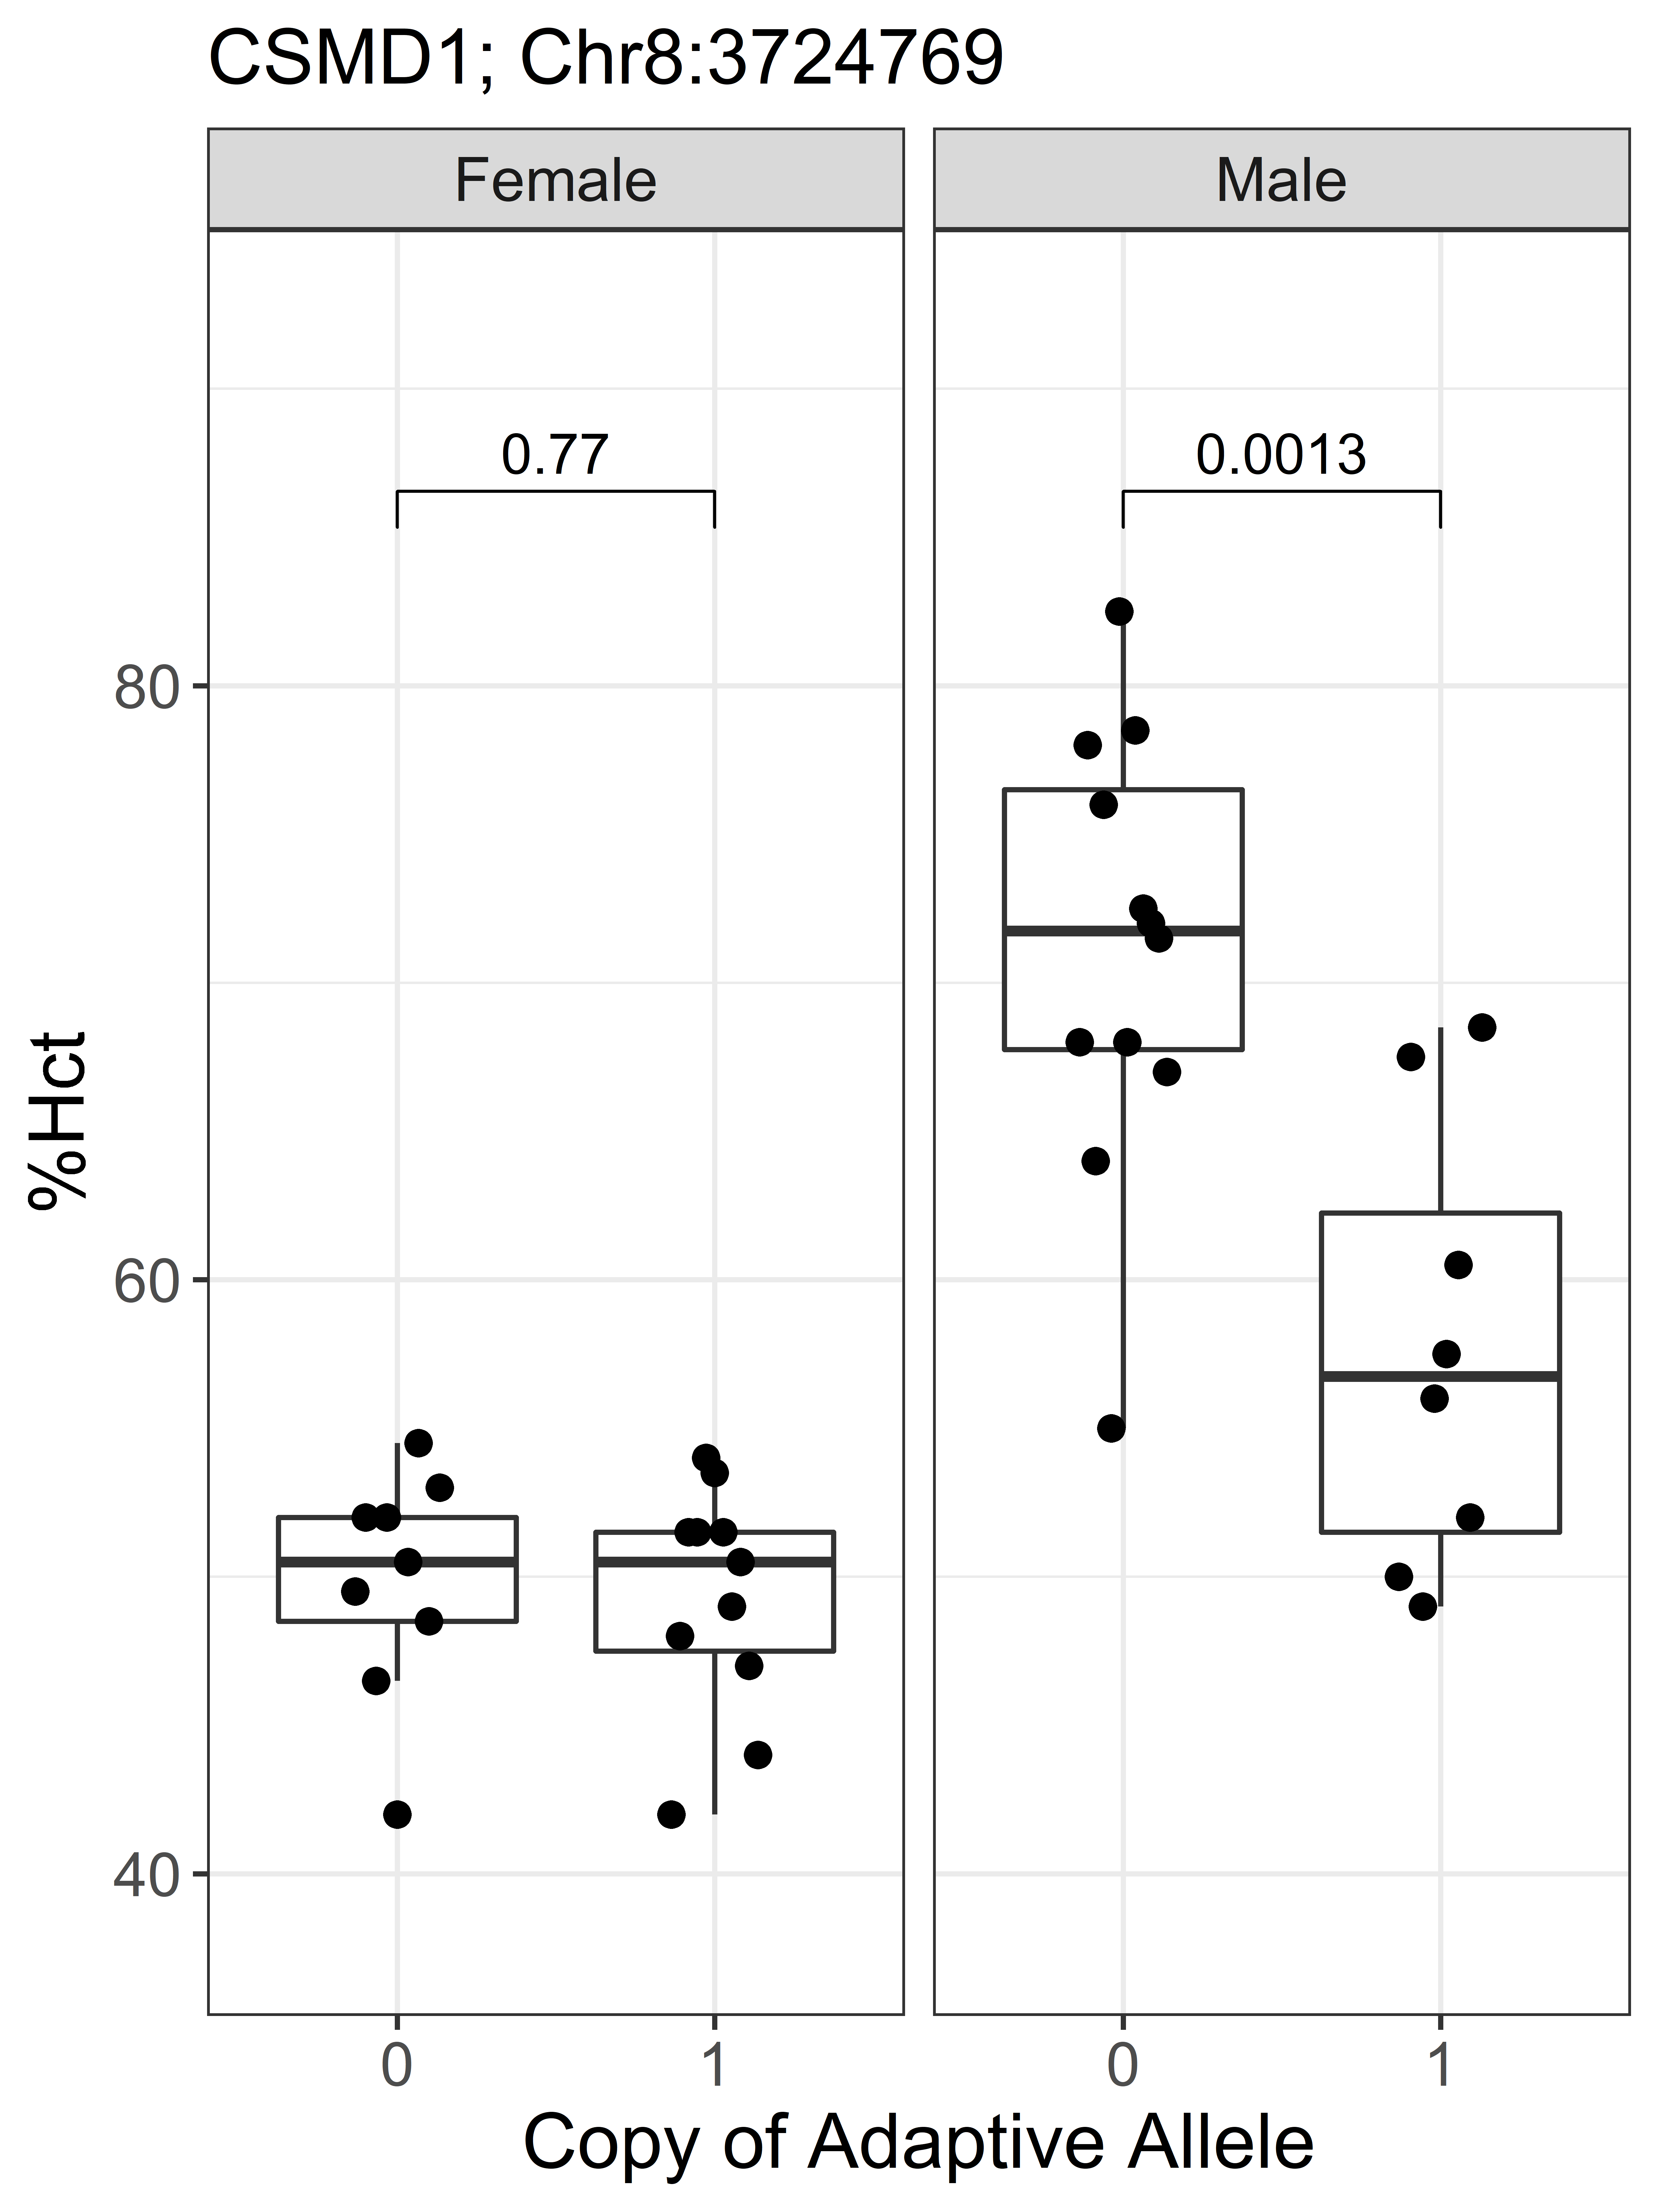 CSMD1; Chr8:3724769
Female
Male
0.77
0.0013
80
60
40
%Hct
0
1
0
1
Copy of Adaptive Allele